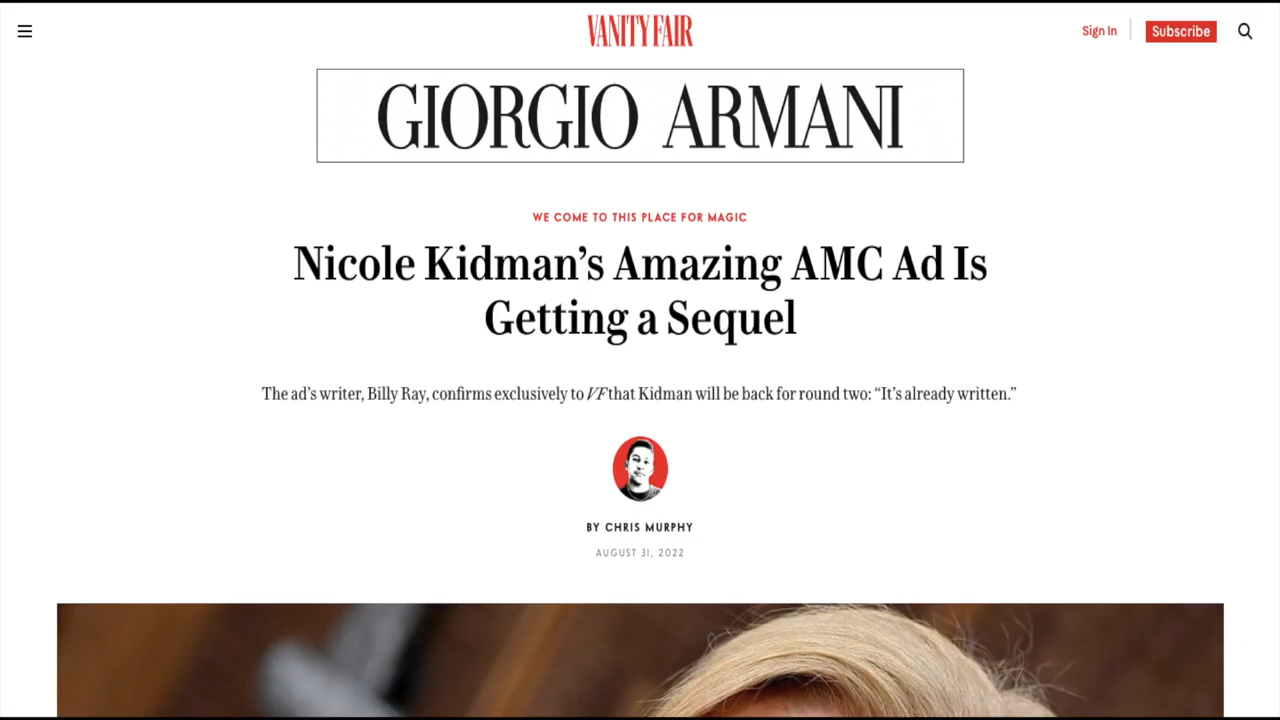 VANITY FAIR
Sign In
Subscribe
GIORGIO ARMANI
WE COME TO THIS PLACE FOR MAGIC
Nicole Kidman’s Amazing AMC Ad Is
Getting a Sequel
The ad’s writer, Billy Ray, confirms exclusively to VF that Kidman will be back for round two: “It’s already written.”
BY CHRIS MURPHY
AUGUST 31, 2022